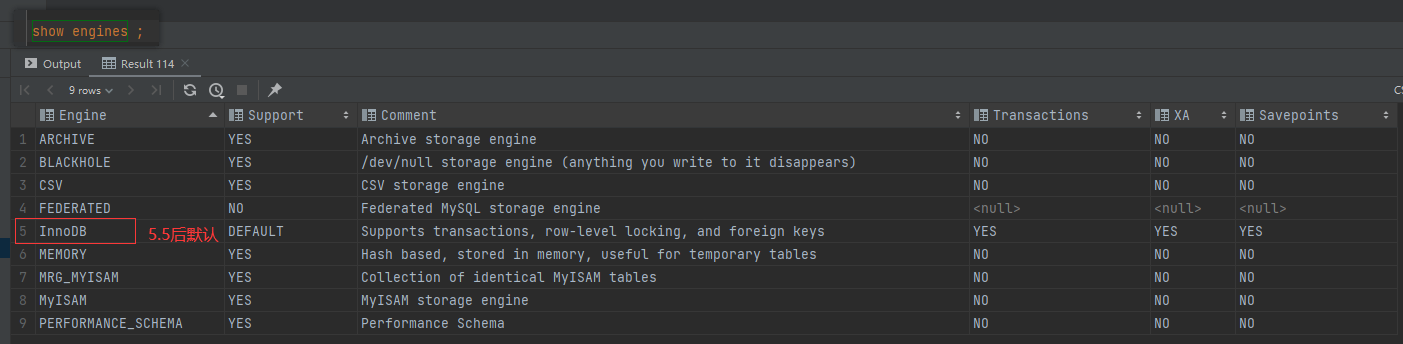 show engines ;
Output Result 114
9 rows CS
Engine Support Comment Transactions XA Savepoints
1 ARCHIVE YES Archive storage engine NO NO NO
2 BLACKHOLE YES /dev/null storage engine (anything you write to it disappears) NO NO NO
3 CSV YES CSV storage engine NO NO NO
4 FEDERATED NO Federated MySQL storage engine <null> <null> <null>
5 InnoDB 5.5后默认 DEFAULT Supports transactions, row-level locking, and foreign keys YES YES YES
6 MEMORY YES Hash based, stored in memory, useful for temporary tables NO NO NO
7 MRG_MYISAM YES Collection of identical MyISAM tables NO NO NO
8 MyISAM YES MyISAM storage engine NO NO NO
9 PERFORMANCE_SCHEMA YES Performance Schema NO NO NO